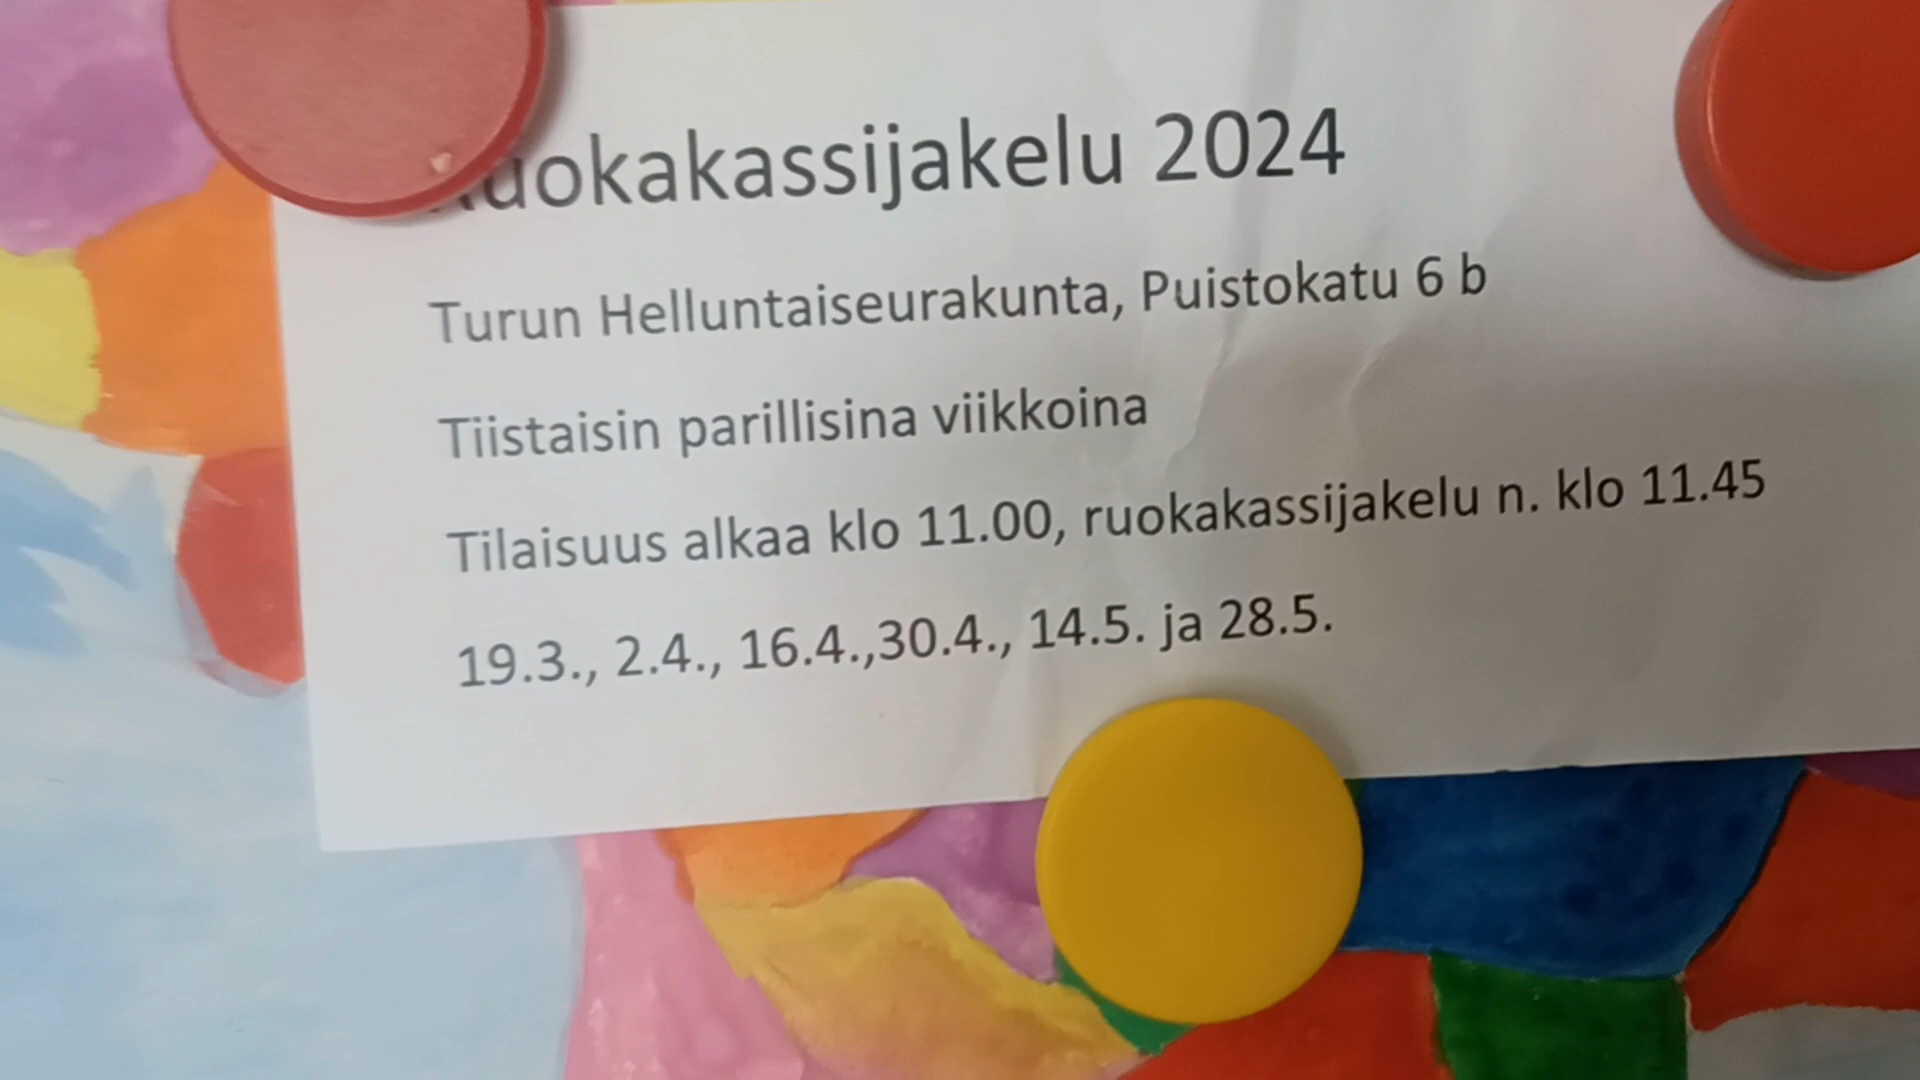 Ruokakassijakelu 2024
Turun Helluntaiseurakunta, Puistokatu 6 b
Tiistaisin parillisina viikkoina
Tilaisuus alkaa klo 11.00, ruokakassijakelu n. klo 11.45
19.3., 2.4., 16.4.,30.4., 14.5. ja 28.5.